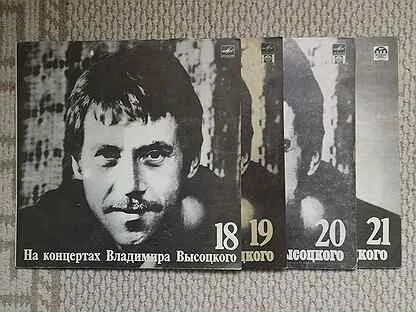 18
На концертах Владимира Высоцкого
19
цкого
20
ысоцкого
21
цкого